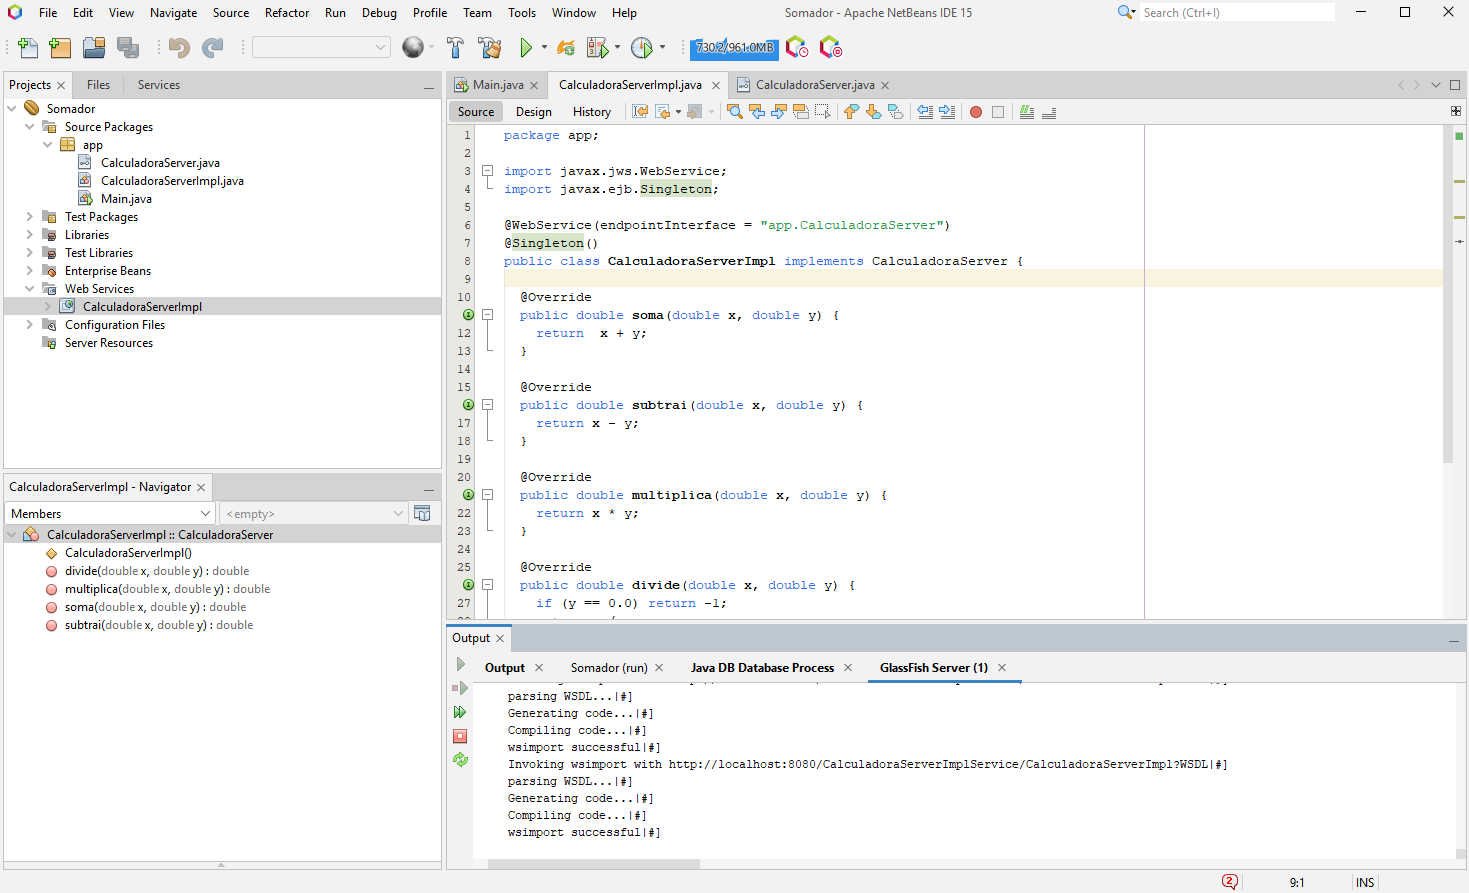 File Edit View Navigate Source Refactor Run Debug Profile Team Tools Window Help
Somador - Apache NetBeans IDE 15
Search (Ctrl+I)
730.2/961.0MB
Projects Files Services
Somador
Source Packages
app
CalculadoraServer.java
CalculadoraServerImpl.java
Main.java
Test Packages
Libraries
Test Libraries
Enterprise Beans
Web Services
CalculadoraServerImpl
Configuration Files
Server Resources
CalculadoraServerImpl - Navigator
Members
<empty>
CalculadoraServerImpl :: CalculadoraServer
CalculadoraServerImpl()
divide(double x, double y) : double
multiplica(double x, double y) : double
soma(double x, double y) : double
subtrai(double x, double y) : double
Main.java CalculadoraServerImpl.java CalculadoraServer.java
Source Design History
1 package app;
2
3 import javax.jws.WebService;
4 import javax.ejb.Singleton;
5
6 @WebService(endpointInterface = "app.CalculadoraServer")
7 @Singleton()
8 public class CalculadoraServerImpl implements CalculadoraServer {
9
10 @Override
public double soma(double x, double y) {
12 return  x + y;
13 }
14
15 @Override
public double subtrai(double x, double y) {
17 return x - y;
18 }
19
20 @Override
public double multiplica(double x, double y) {
22 return x * y;
23 }
24
25 @Override
public double divide(double x, double y) {
27 if (y == 0.0) return -1;
Output
Output Somador (run) Java DB Database Process GlassFish Server (1)
parsing WSDL...|#]
Generating code...|#]
Compiling code...|#]
wsimport successful|#]
Invoking wsimport with http://localhost:8080/CalculadoraServerImplService/CalculadoraServerImpl?WSDL|#]
parsing WSDL...|#]
Generating code...|#]
Compiling code...|#]
wsimport successful|#]
2 9:1 INS